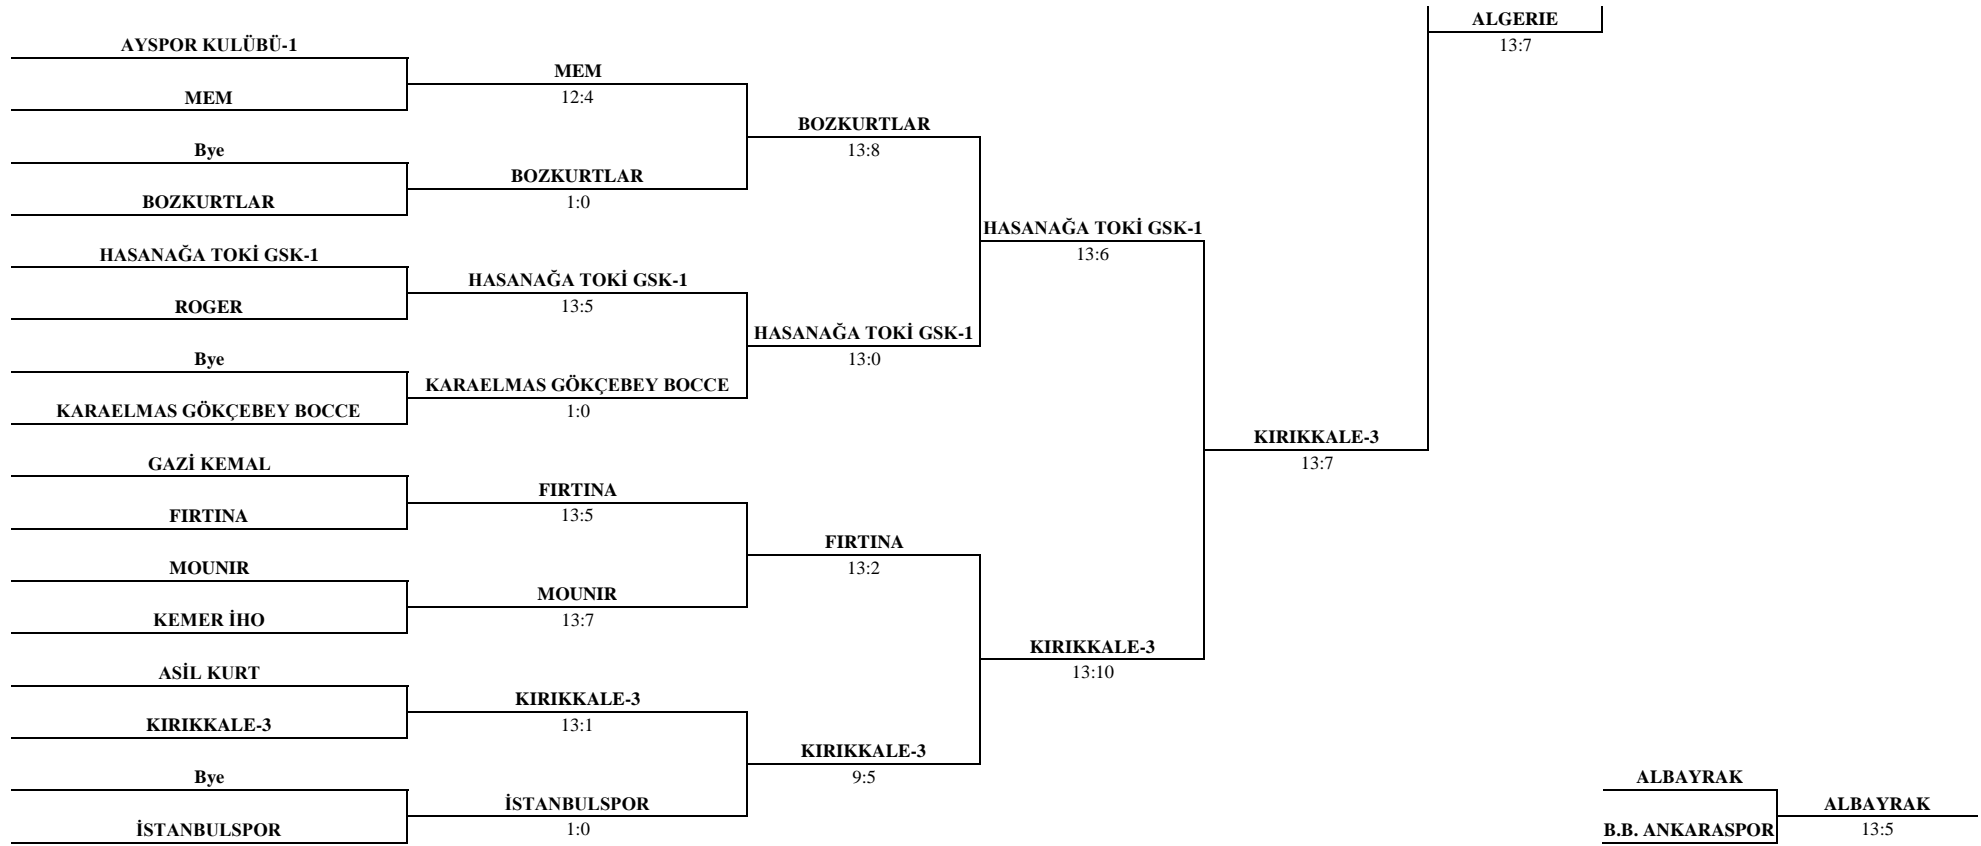 ALGERIE
13:7
AYSPOR KULÜBÜ-1
MEM
12:4
MEM
BOZKURTLAR
13:8
Bye
BOZKURTLAR
1:0
BOZKURTLAR
HASANAĞA TOKİ GSK-1
13:6
HASANAĞA TOKİ GSK-1
HASANAĞA TOKİ GSK-1
13:5
ROGER
HASANAĞA TOKİ GSK-1
13:0
Bye
KARAELMAS GÖKÇEBEY BOCCE
1:0
KARAELMAS GÖKÇEBEY BOCCE
KIRIKKALE-3
13:7
GAZİ KEMAL
FIRTINA
13:5
FIRTINA
FIRTINA
13:2
MOUNIR
MOUNIR
13:7
KEMER İHO
KIRIKKALE-3
13:10
ASİL KURT
KIRIKKALE-3
13:1
KIRIKKALE-3
KIRIKKALE-3
9:5
Bye
İSTANBULSPOR
1:0
İSTANBULSPOR
ALBAYRAK
ALBAYRAK
13:5
B.B. ANKARASPOR